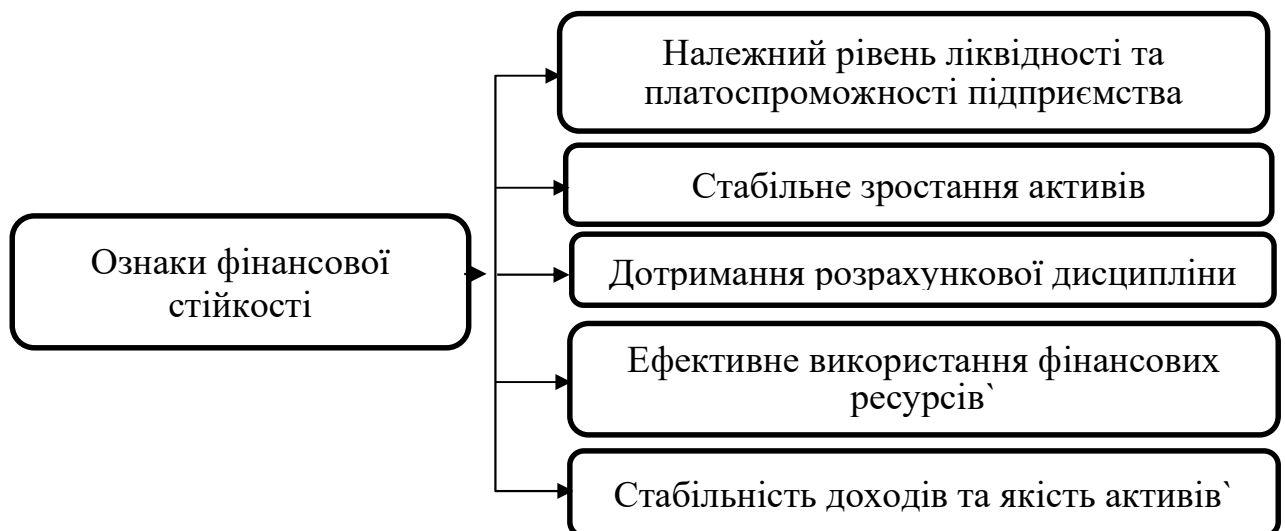 Належний рівень ліквідності та
платоспроможності підприємства
Стабільне зростання активів
Ознаки фінансової
стійкості
Дотримання розрахункової дисципліни
Ефективне використання фінансових
ресурсів`
Стабільність доходів та якість активів`